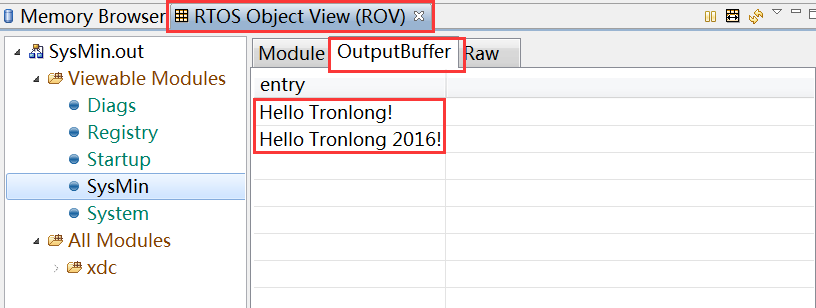 Memory Browser RTOS Object View (ROV)
SysMin.out
Viewable Modules
Diags
Registry
Startup
SysMin
System
All Modules
xdc
Module OutputBuffer Raw
entry
Hello Tronlong!
Hello Tronlong 2016!